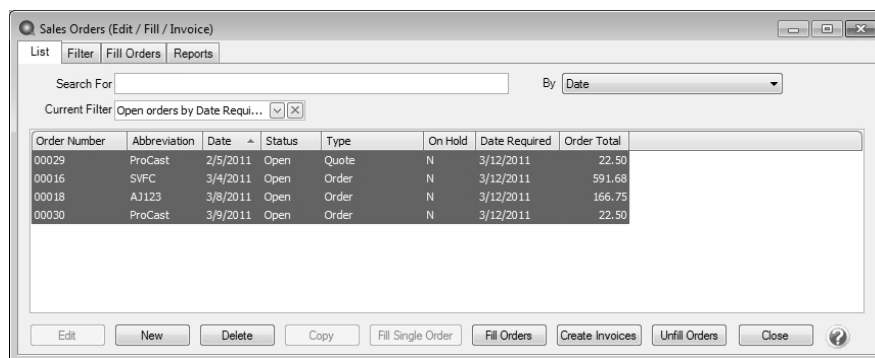 Sales Orders (Edit / Fill / Invoice)
List Filter Fill Orders Reports
Search For By Date
Current Filter Open orders by Date Requi...
Order Number Abbreviation Date Status Type On Hold Date Required Order Total
00029 ProCast 2/5/2011 Open Quote N 3/12/2011 22.50
00016 SVFC 3/4/2011 Open Order N 3/12/2011 591.68
00018 AJ123 3/8/2011 Open Order N 3/12/2011 166.75
00030 ProCast 3/9/2011 Open Order N 3/12/2011 22.50
Edit New Delete Copy Fill Single Order Fill Orders Create Invoices Unfill Orders Close ?